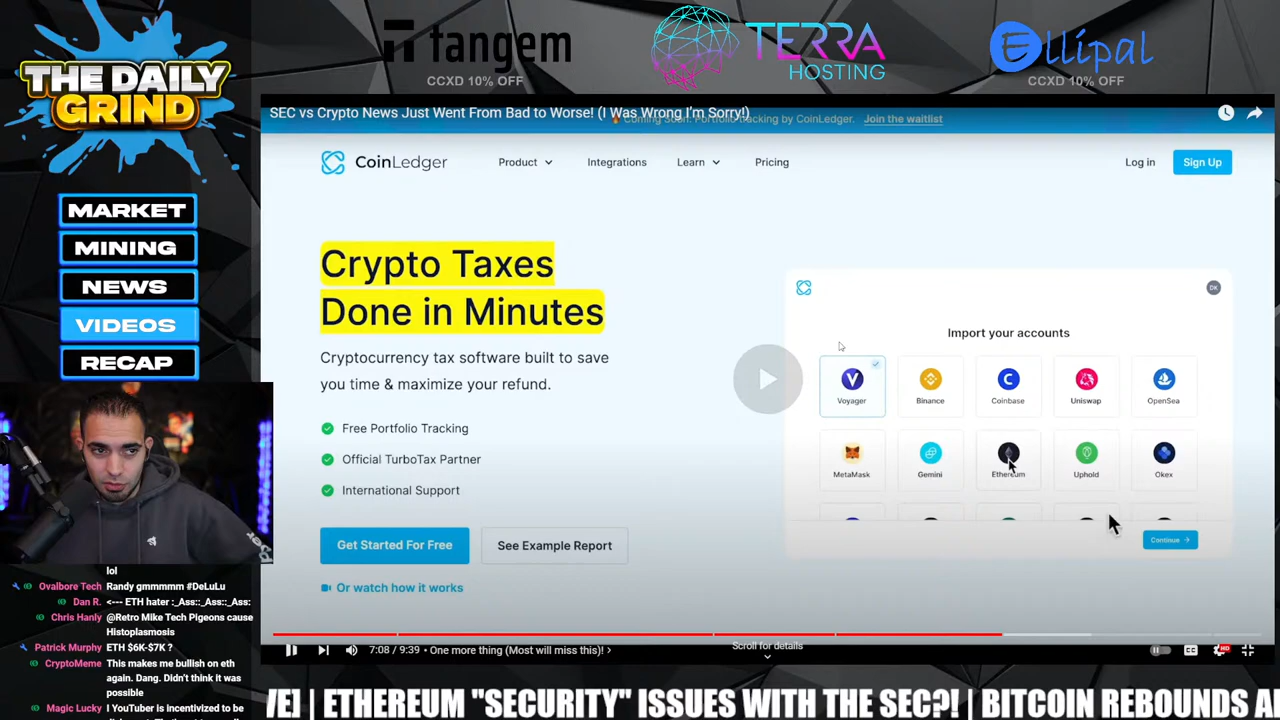 THE DAILY
GRIND
tangem
CCXD 10% OFF
TERRA
HOSTING
Ellipal
CCXD 10% OFF
MARKET
MINING
NEWS
VIDEOS
RECAP
SEC vs Crypto News Just Went From Bad to Worse! (I Was Wrong I'm Sorry!)
Coming Soon: Portfolio tracking by CoinLedger. Join the waitlist
CoinLedger
Product
Integrations
Learn
Pricing
Log in
Sign Up
Crypto Taxes
Done in Minutes
Cryptocurrency tax software built to save
you time & maximize your refund.
Free Portfolio Tracking
Official TurboTax Partner
International Support
Get Started For Free
See Example Report
Or watch how it works
DK
Import your accounts
Voyager
Binance
Coinbase
Uniswap
OpenSea
MetaMask
Gemini
Ethereum
Uphold
Okex
Continue →
Scroll for details
7:08 / 9:39 • One more thing (Most will miss this)! ›
CC
HD
lol
Ovalbore Tech Randy gmmmmm #DeLuLu
Dan R. <--- ETH hater :_Ass::_Ass::_Ass:
Chris Hanly @Retro Mike Tech Pigeons cause
Histoplasmosis
Patrick Murphy ETH $6K-$7K ?
CryptoMeme This makes me bullish on eth
again. Dang. Didn't think it was
possible
Magic Lucky I YouTuber is incentivized to be
VE] | ETHEREUM "SECURITY" ISSUES WITH THE SEC?! | BITCOIN REBOUNDS A